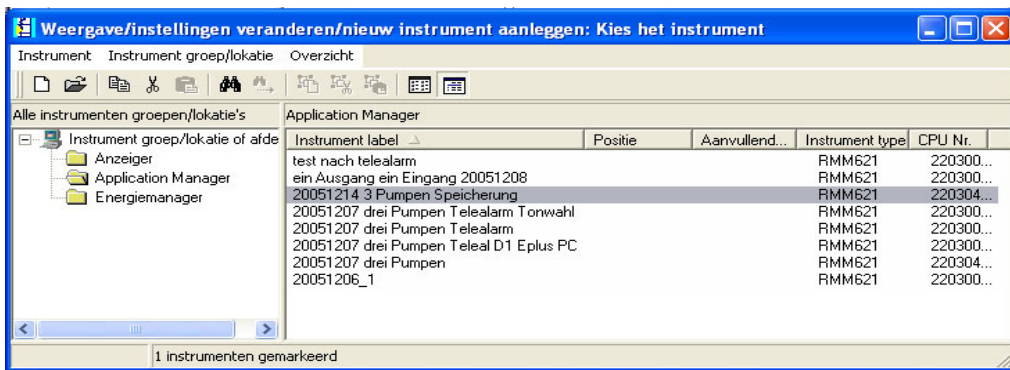 Weergave/instellingen veranderen/nieuw instrument aanleggen: Kies het instrument
Instrument Instrument groep/lokatie Overzicht
Alle instrumenten groepen/lokatie's Application Manager
Instrument groep/lokatie of afde Instrument label Positie Aanvullend... Instrument type CPU Nr.
Anzeiger
Application Manager
Energiemanager
test nach telealarm RMM621 220300...
ein Ausgang ein Eingang 20051208 RMM621 220300...
20051214 3 Pumpen Speicherung RMM621 220304...
20051207 drei Pumpen Telealarm Tonwahl RMM621 220300...
20051207 drei Pumpen Telealarm RMM621 220300...
20051207 drei Pumpen Teleal D1 Eplus PC RMM621 220300...
20051207 drei Pumpen RMM621 220304...
20051206_1 RMM621 220300...
1 instrumenten gemarkeerd